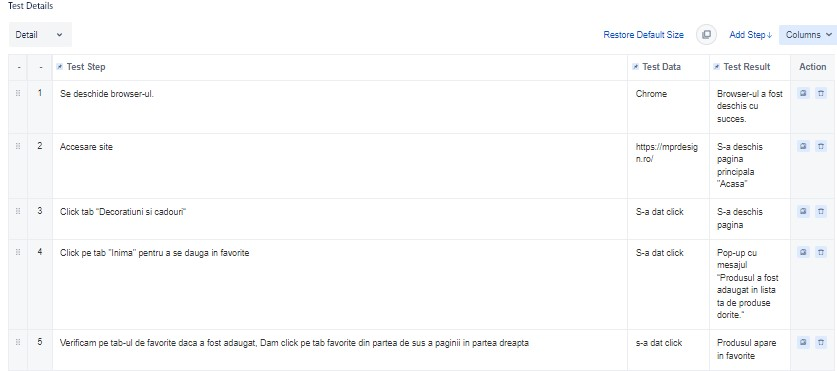 Test Details
Detail
Restore Default Size
Add Step↓
Columns
- - Test Step Test Data Test Result Action
1 Se deschide browser-ul. Chrome Browser-ul a fost
deschis cu
succes.
2 Accesare site https://mprdesig S-a deschis
n.ro/ pagina
principala
"Acasa"
3 Click tab "Decoratiuni si cadouri" S-a dat click S-a deschis
pagina
4 Click pe tab "Inima" pentru a se dauga in favorite S-a dat click Pop-up cu
mesajul
"Produsul a fost
adaugat in lista
ta de produse
dorite."
5 Verificam pe tab-ul de favorite daca a fost adaugat, Dam click pe tab favorite din partea de sus a paginii in partea dreapta s-a dat click Produsul apare
in favorite